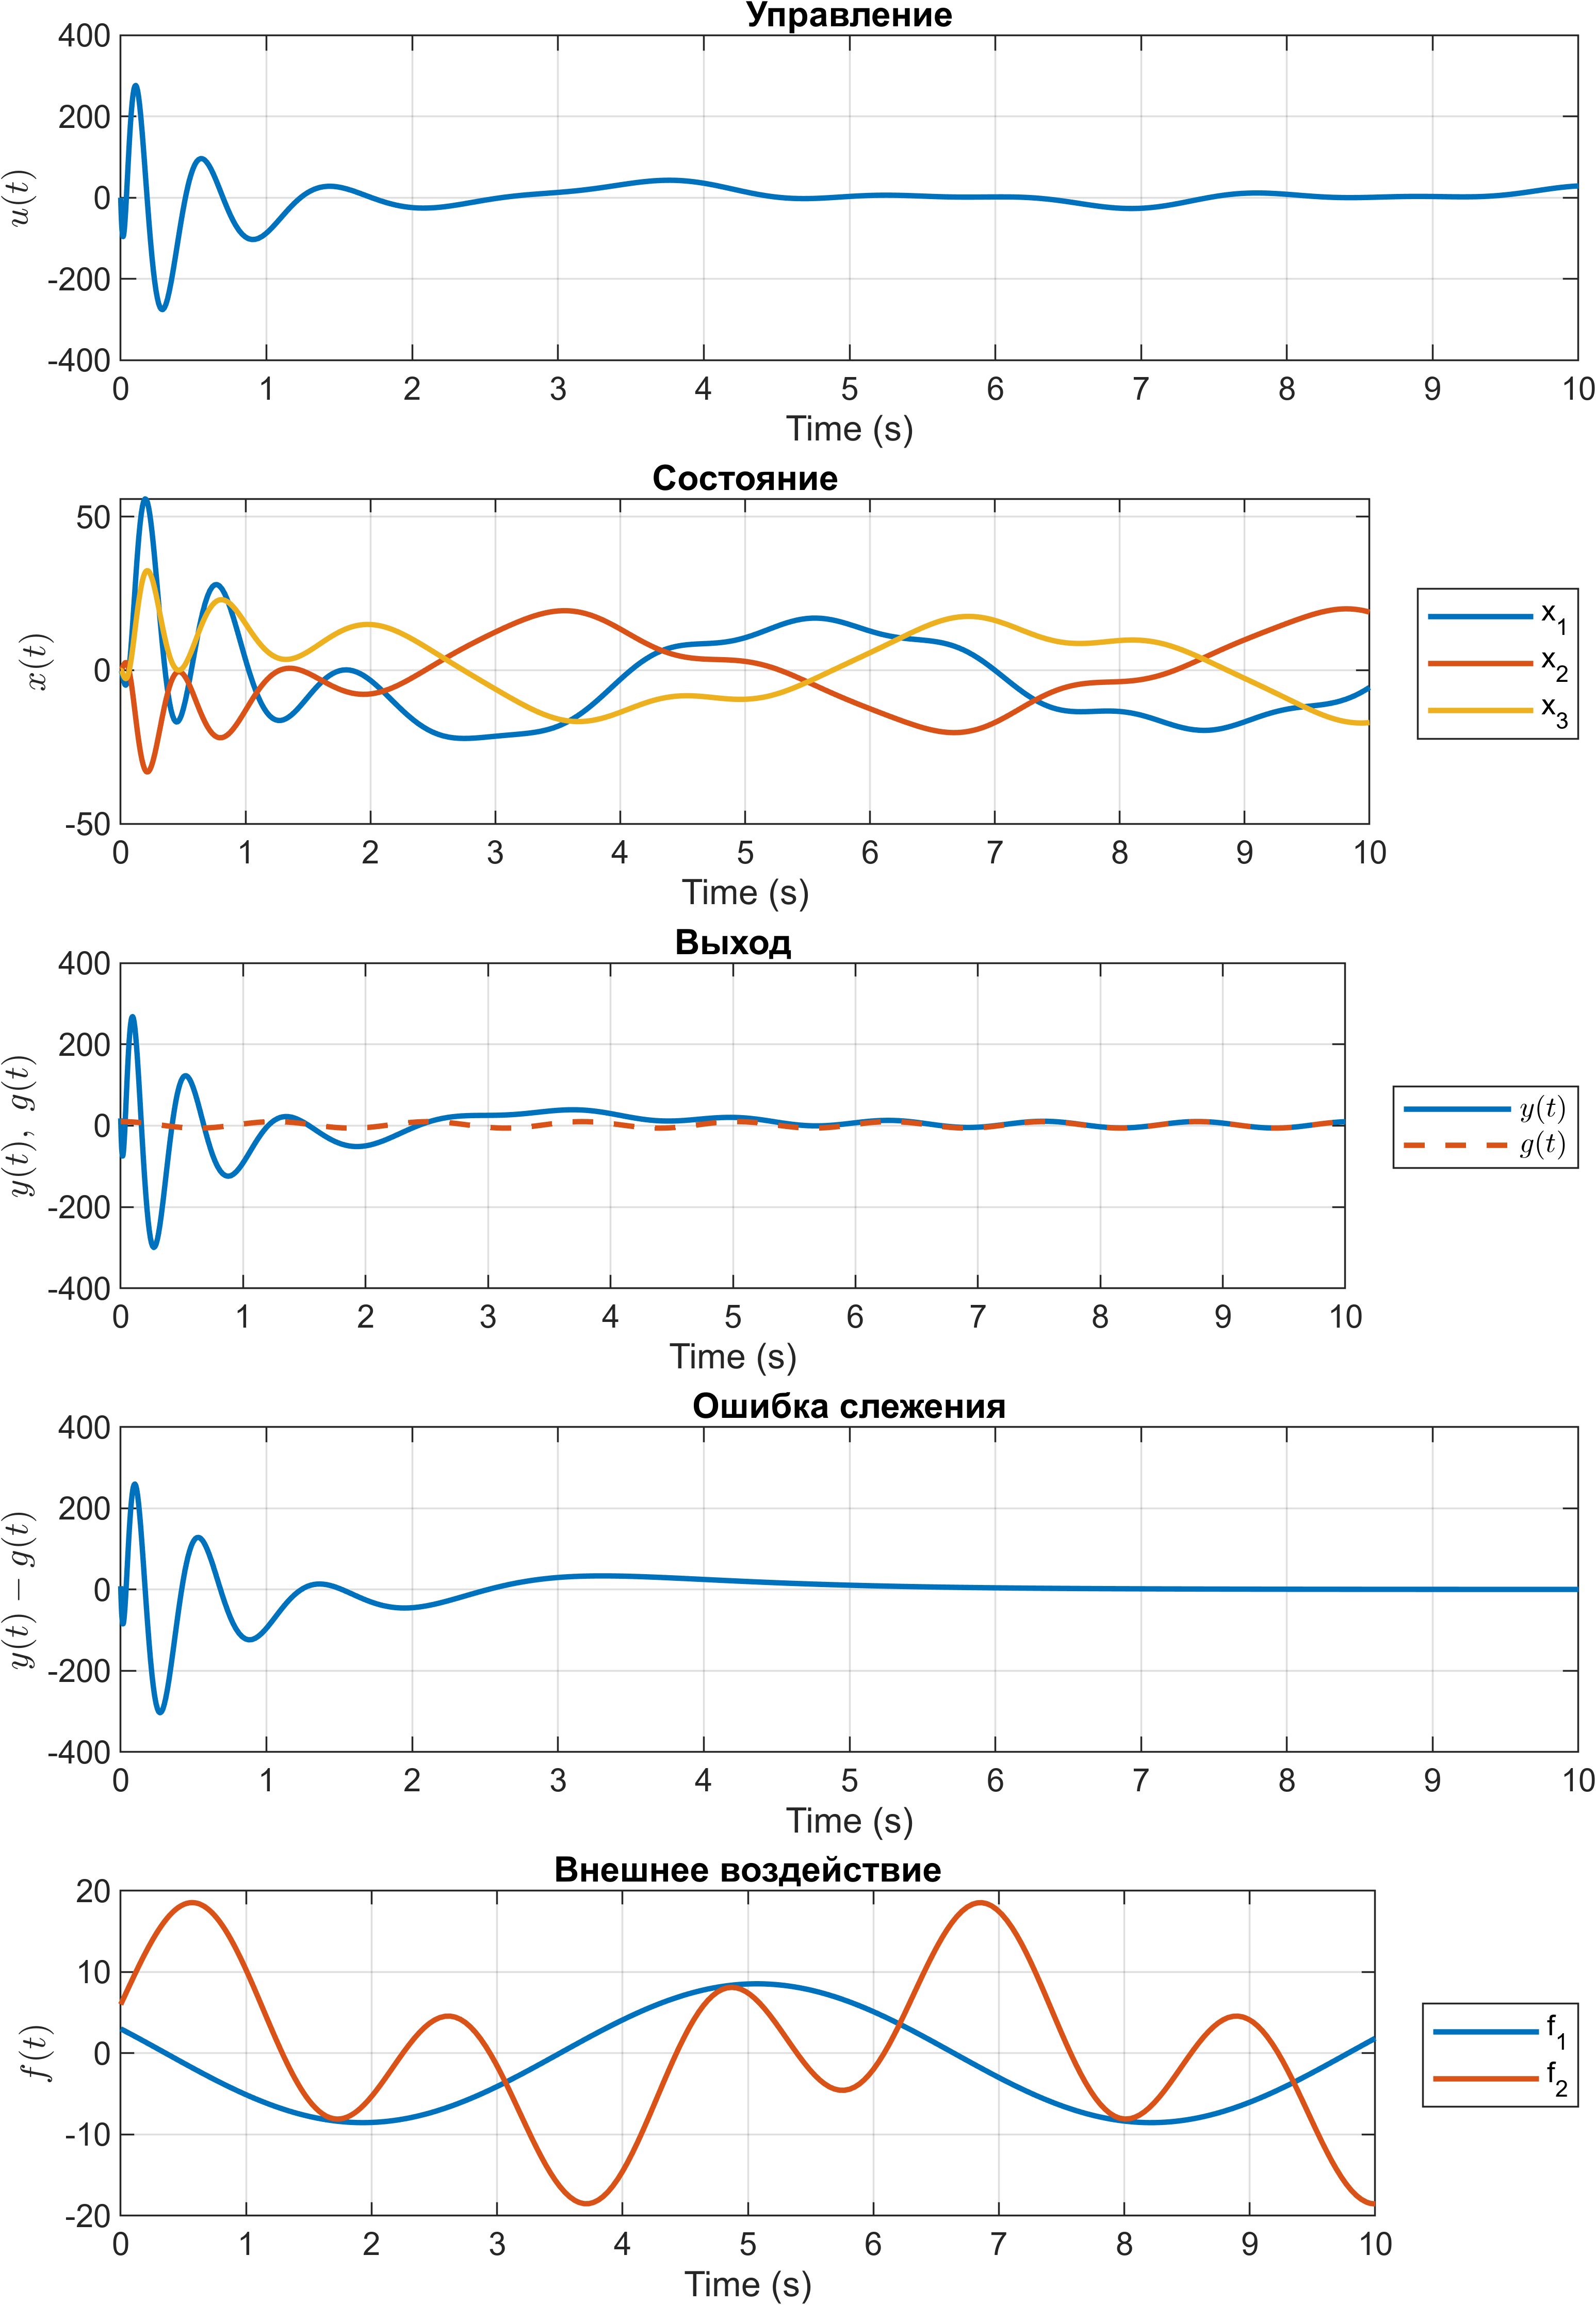 Управление
400
200
0
-200
-400
u(t)
0 1 2 3 4 5 6 7 8 9 10
Time (s)
Состояние
50
0
-50
x(t)
0 1 2 3 4 5 6 7 8 9 10
Time (s)
x1
x2
x3
Выход
400
200
0
-200
-400
y(t), g(t)
0 1 2 3 4 5 6 7 8 9 10
Time (s)
y(t)
g(t)
Ошибка слежения
400
200
0
-200
-400
y(t) − g(t)
0 1 2 3 4 5 6 7 8 9 10
Time (s)
Внешнее воздействие
20
10
0
-10
-20
f(t)
0 1 2 3 4 5 6 7 8 9 10
Time (s)
f1
f2